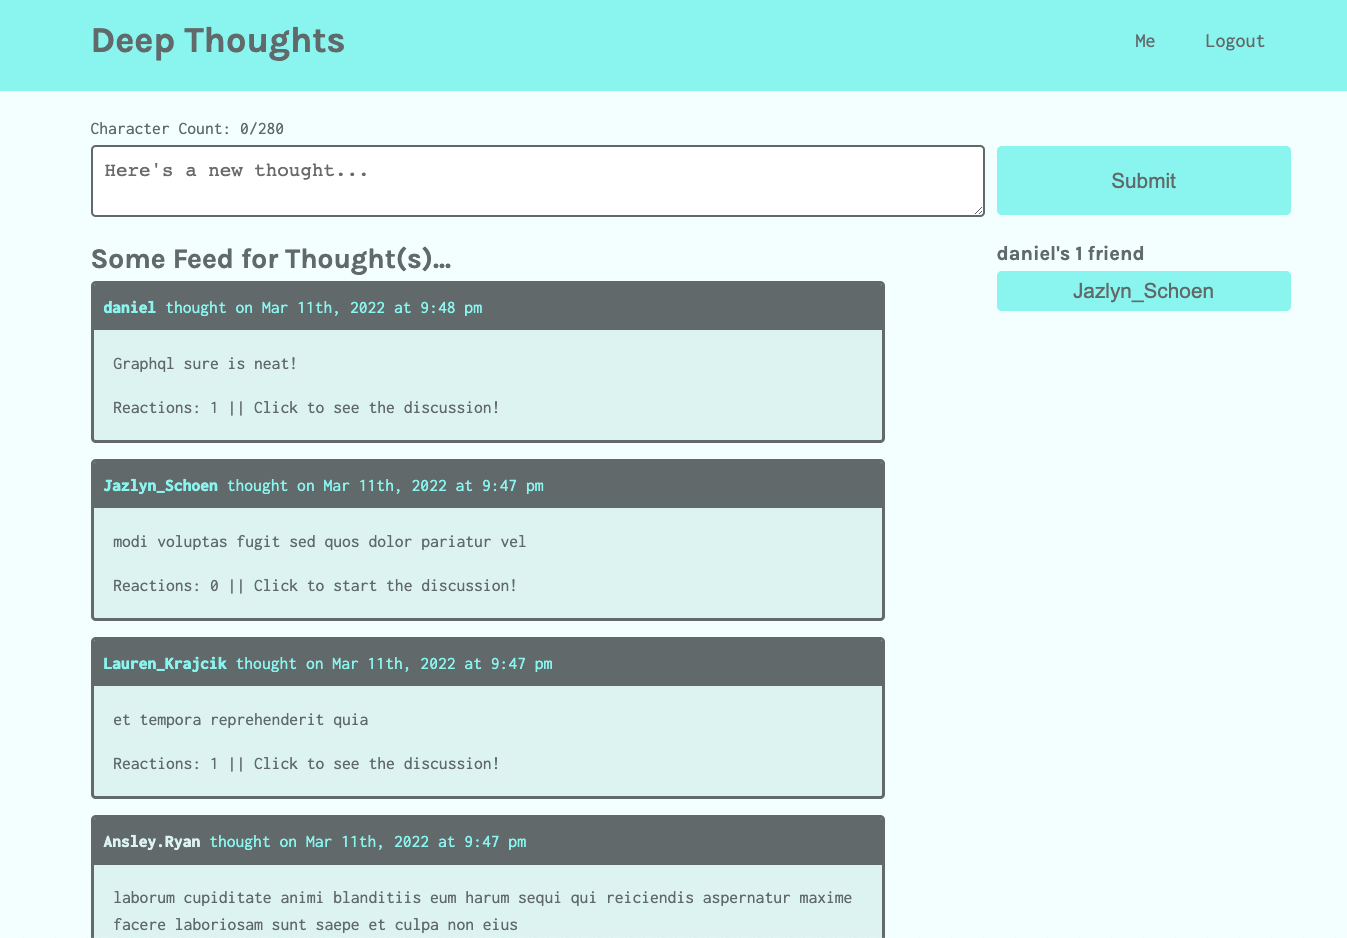 Deep Thoughts
Me
Logout
Character Count: 0/280
Here's a new thought...
Submit
Some Feed for Thought(s)...
daniel thought on Mar 11th, 2022 at 9:48 pm
Graphql sure is neat!
Reactions: 1 || Click to see the discussion!
Jazlyn_Schoen thought on Mar 11th, 2022 at 9:47 pm
modi voluptas fugit sed quos dolor pariatur vel
Reactions: 0 || Click to start the discussion!
Lauren_Krajcik thought on Mar 11th, 2022 at 9:47 pm
et tempora reprehenderit quia
Reactions: 1 || Click to see the discussion!
Ansley.Ryan thought on Mar 11th, 2022 at 9:47 pm
laborum cupiditate animi blanditiis eum harum sequi qui reiciendis aspernatur maxime
facere laboriosam sunt saepe et culpa non eius
daniel's 1 friend
Jazlyn_Schoen